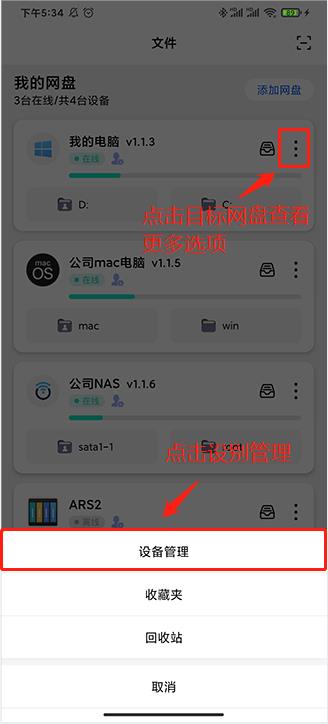 下午5:34
89
文件
我的网盘
3台在线/共4台设备
添加网盘
我的电脑 v1.1.3
在线
D:
C:
点击目标网盘查看
更多选项
mac
OS
公司mac电脑 v1.1.5
在线
mac
win
公司NAS v1.1.6
在线
sata1-1
root
点击设别管理
ARS2
离线
设备管理
收藏夹
回收站
取消